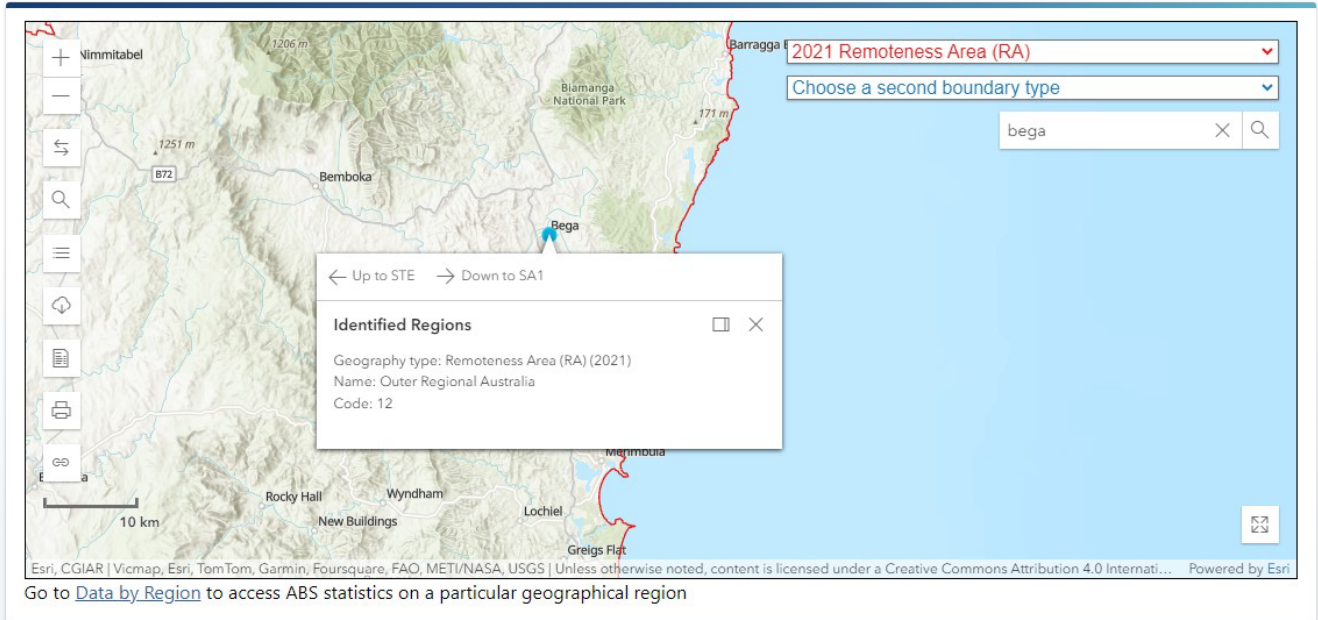 Nimmitabel
1206 m
Barragga
2021 Remoteness Area (RA)
Biamanga
National Park
Choose a second boundary type
171 m
bega
1251 m
B72
Bemboka
Bega
Up to STE
Down to SA1
Identified Regions
Geography type: Remoteness Area (RA) (2021)
Name: Outer Regional Australia
Code: 12
Merimbula
Rocky Hall
Wyndham
Lochiel
10 km
New Buildings
Greigs Flat
Esri, CGIAR | Vicmap, Esri, TomTom, Garmin, Foursquare, FAO, METI/NASA, USGS | Unless otherwise noted, content is licensed under a Creative Commons Attribution 4.0 Internati... Powered by Esri
Go to Data by Region to access ABS statistics on a particular geographical region